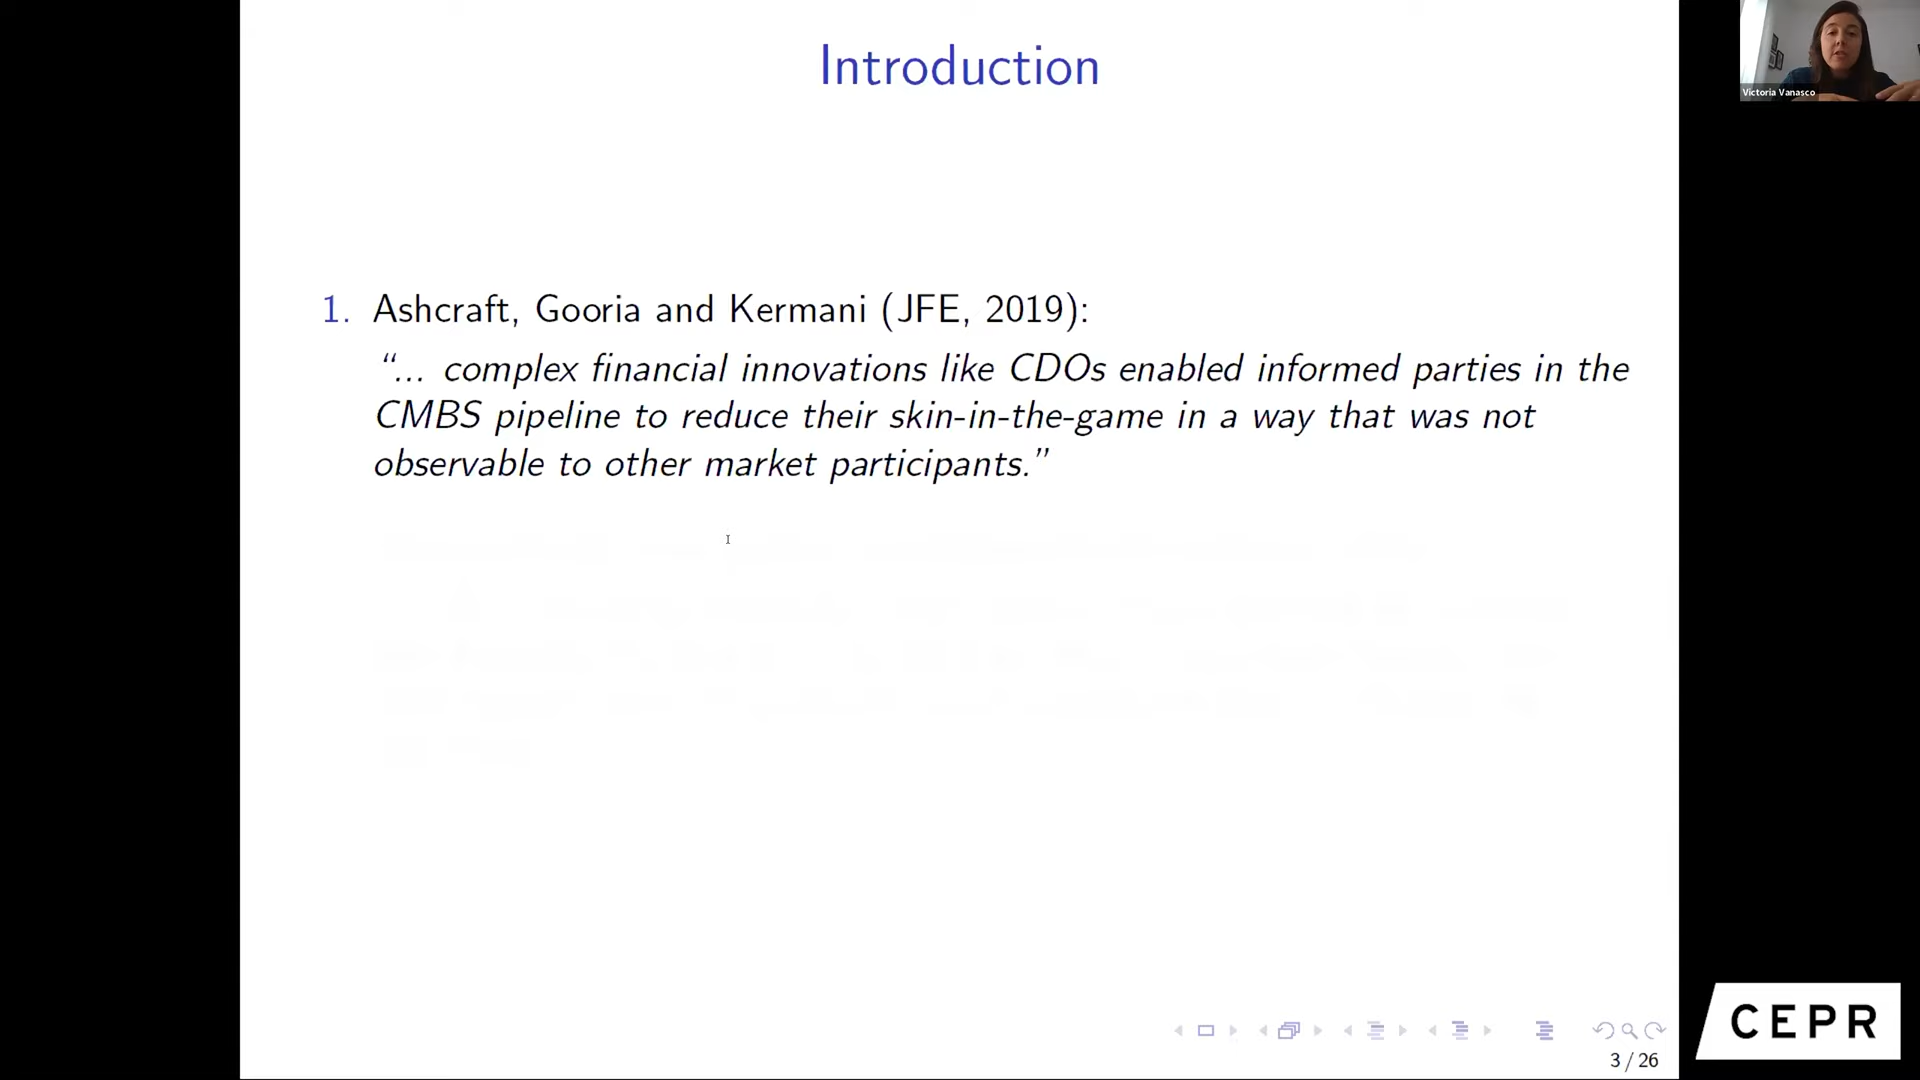 Introduction
Victoria Vanasco
1. Ashcraft, Gooria and Kermani (JFE, 2019):
“... complex financial innovations like CDOs enabled informed parties in the
CMBS pipeline to reduce their skin-in-the-game in a way that was not
observable to other market participants.”
3 / 26
CEPR